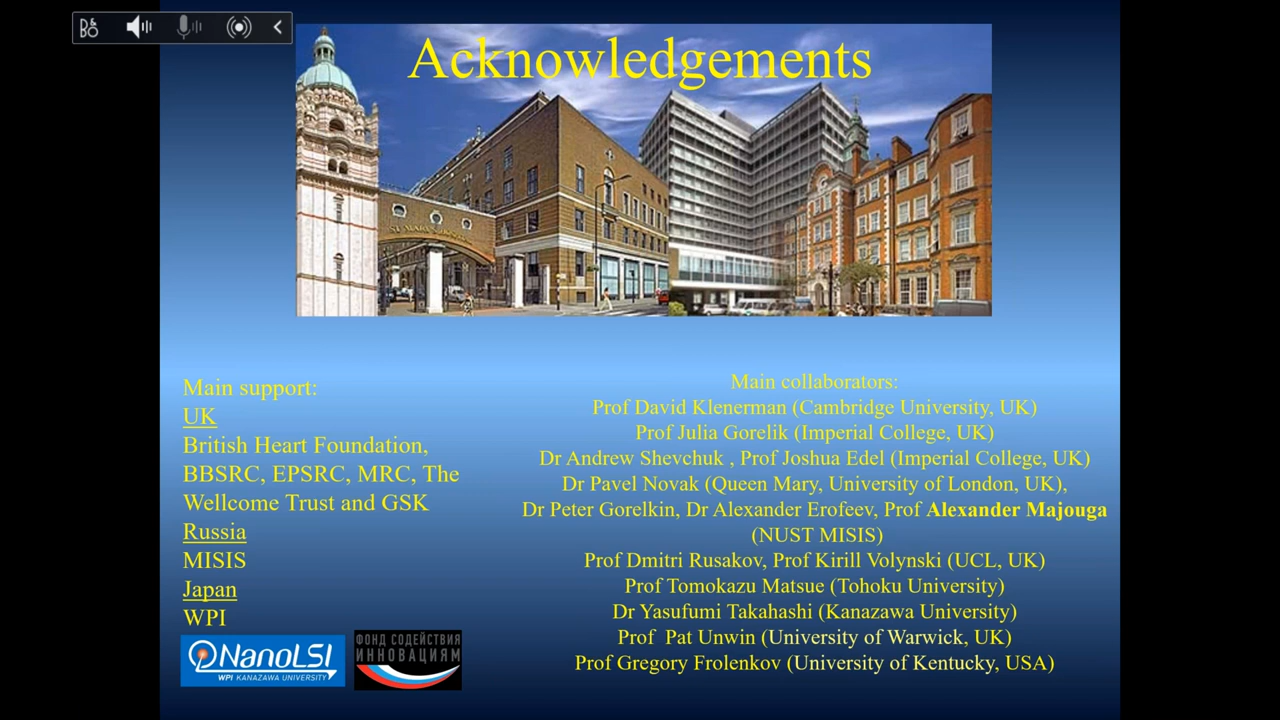 Acknowledgements
Main support:
UK
British Heart Foundation,
BBSRC, EPSRC, MRC, The
Wellcome Trust and GSK
Russia
MISIS
Japan
WPI
NanoLSI
WPI KANAZAWA UNIVERSITY
ФОНД СОДЕЙСТВИЯ
ИННОВАЦИЯМ
Main collaborators:
Prof David Klenerman (Cambridge University, UK)
Prof Julia Gorelik (Imperial College, UK)
Dr Andrew Shevchuk , Prof Joshua Edel (Imperial College, UK)
Dr Pavel Novak (Queen Mary, University of London, UK),
Dr Peter Gorelkin, Dr Alexander Erofeev, Prof Alexander Majouga
(NUST MISIS)
Prof Dmitri Rusakov, Prof Kirill Volynski (UCL, UK)
Prof Tomokazu Matsue (Tohoku University)
Dr Yasufumi Takahashi (Kanazawa University)
Prof  Pat Unwin (University of Warwick, UK)
Prof Gregory Frolenkov (University of Kentucky, USA)